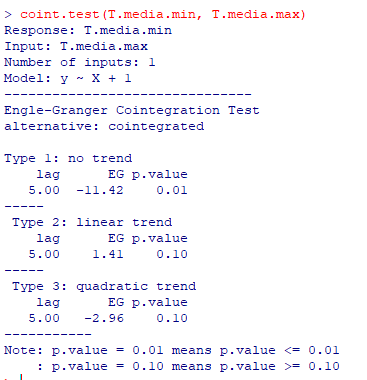 > coint.test(T.media.min, T.media.max)
Response: T.media.min
Input: T.media.max
Number of inputs: 1
Model: y ~ X + 1
-------------------------------
Engle-Granger Cointegration Test
alternative: cointegrated

Type 1: no trend
    lag      EG p.value
   5.00  -11.42    0.01
-----
 Type 2: linear trend
    lag      EG p.value
   5.00    1.41    0.10
-----
 Type 3: quadratic trend
    lag      EG p.value
   5.00   -2.96    0.10
-----------
Note: p.value = 0.01 means p.value <= 0.01
    : p.value = 0.10 means p.value >= 0.10
>